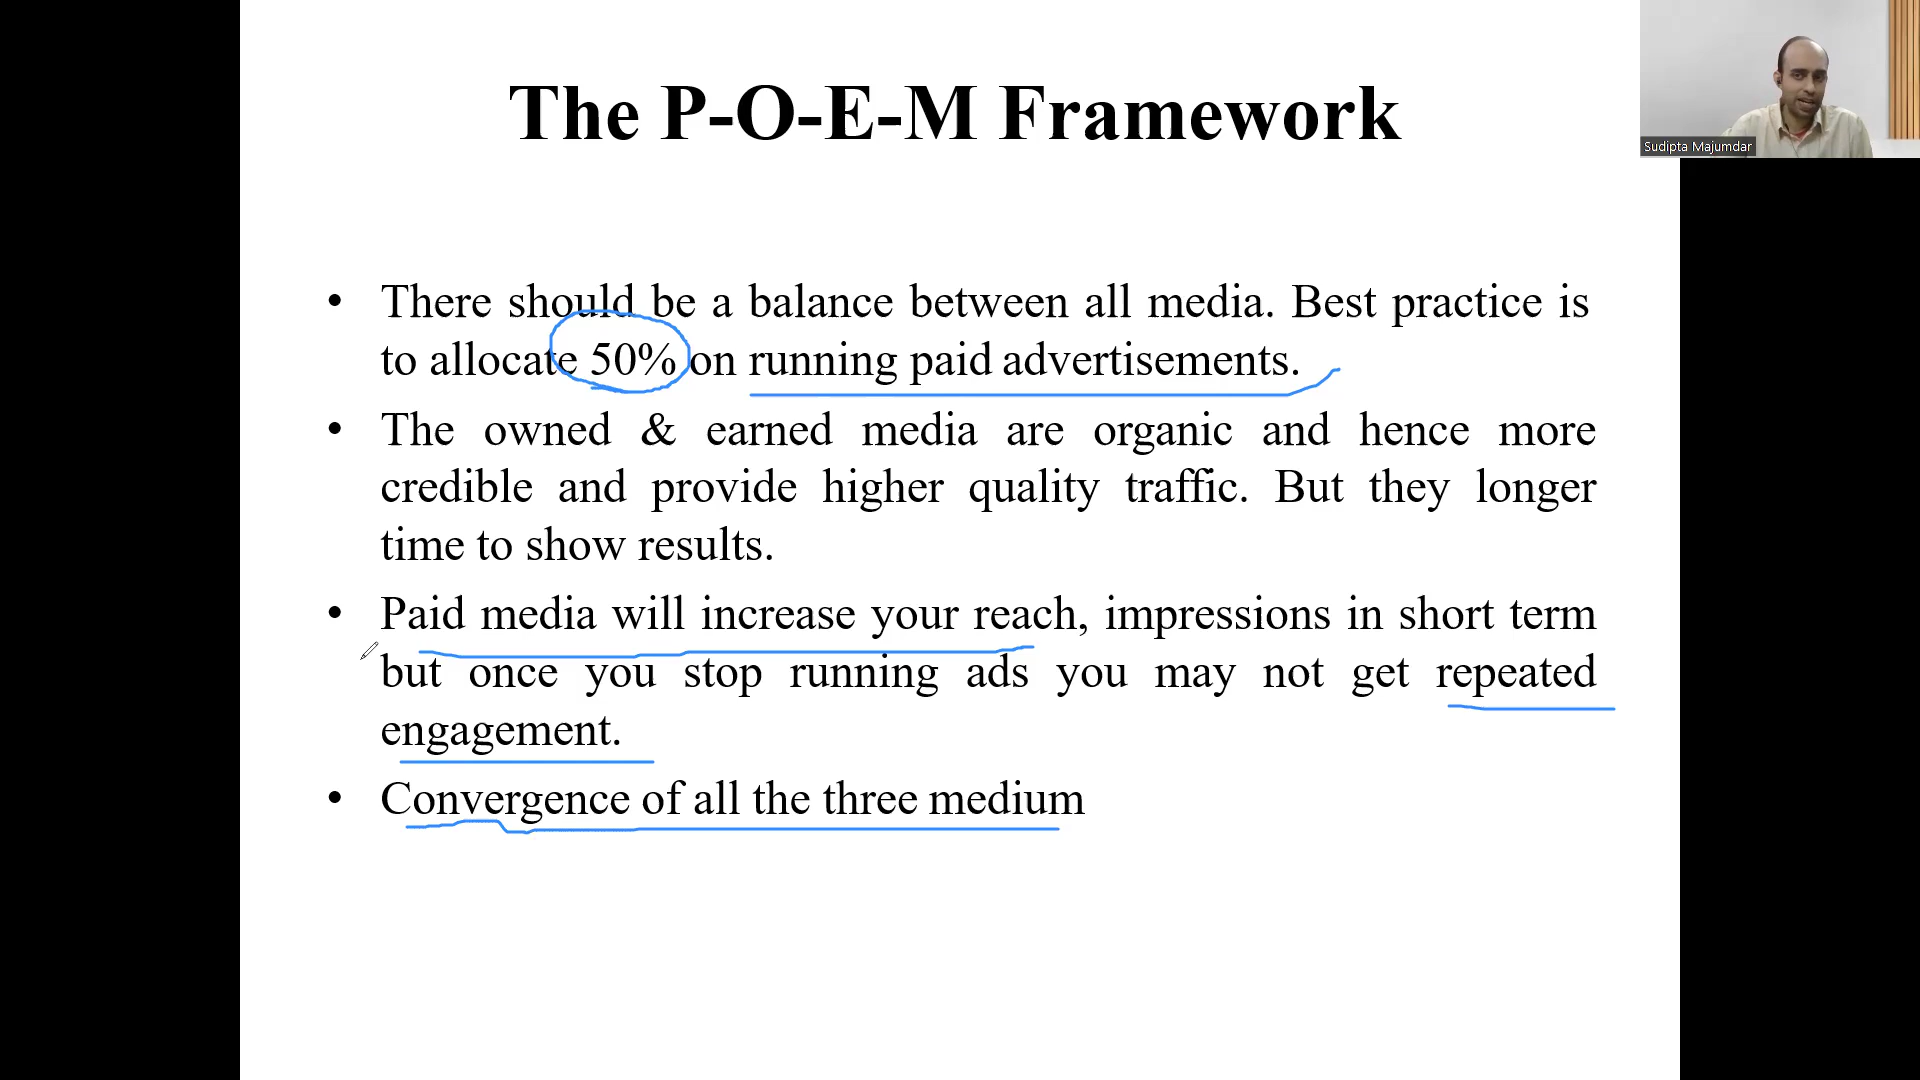 The P-O-E-M Framework
Sudipta Majumdar
• There should be a balance between all media. Best practice is
to allocate 50% on running paid advertisements.
• The owned & earned media are organic and hence more
credible and provide higher quality traffic. But they longer
time to show results.
• Paid media will increase your reach, impressions in short term
but once you stop running ads you may not get repeated
engagement.
• Convergence of all the three medium